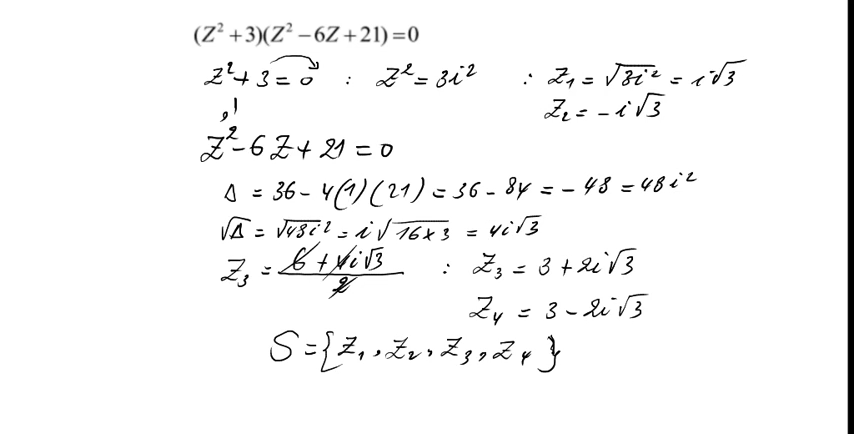 (Z² + 3)(Z² − 6Z + 21) = 0
Z² + 3 = 0 : Z² = 3i² : Z₁ = √3i² = i√3
أو Z₂ = −i√3
Z² − 6Z + 21 = 0
Δ = 36 − 4(1)(21) = 36 − 84 = −48 = 48i²
√Δ = √48i² = i√16×3 = 4i√3
Z₃ = (6 + 4i√3)/2 : Z₃ = 3 + 2i√3
Z₄ = 3 − 2i√3
S = {Z₁, Z₂, Z₃, Z₄}